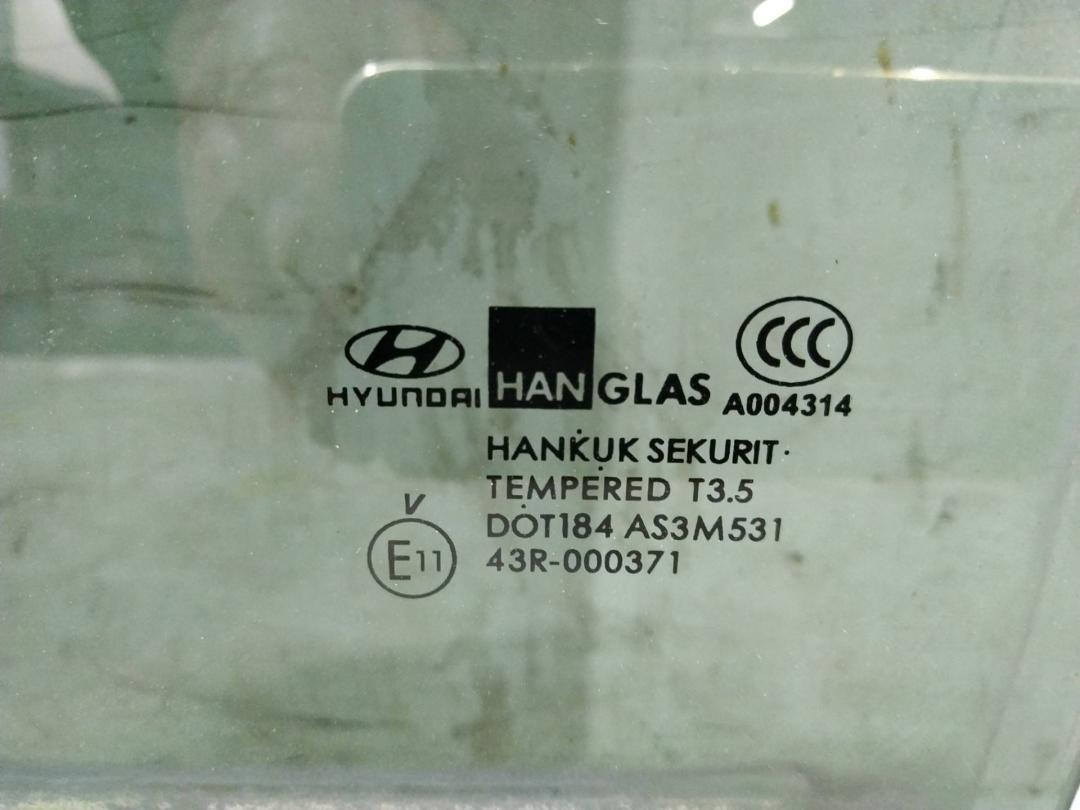 HYUNDAI HANGLAS CCC
A004314
HANKUK SEKURIT
TEMPERED T3.5
V
DOT184 AS3M531
E11 43R-000371